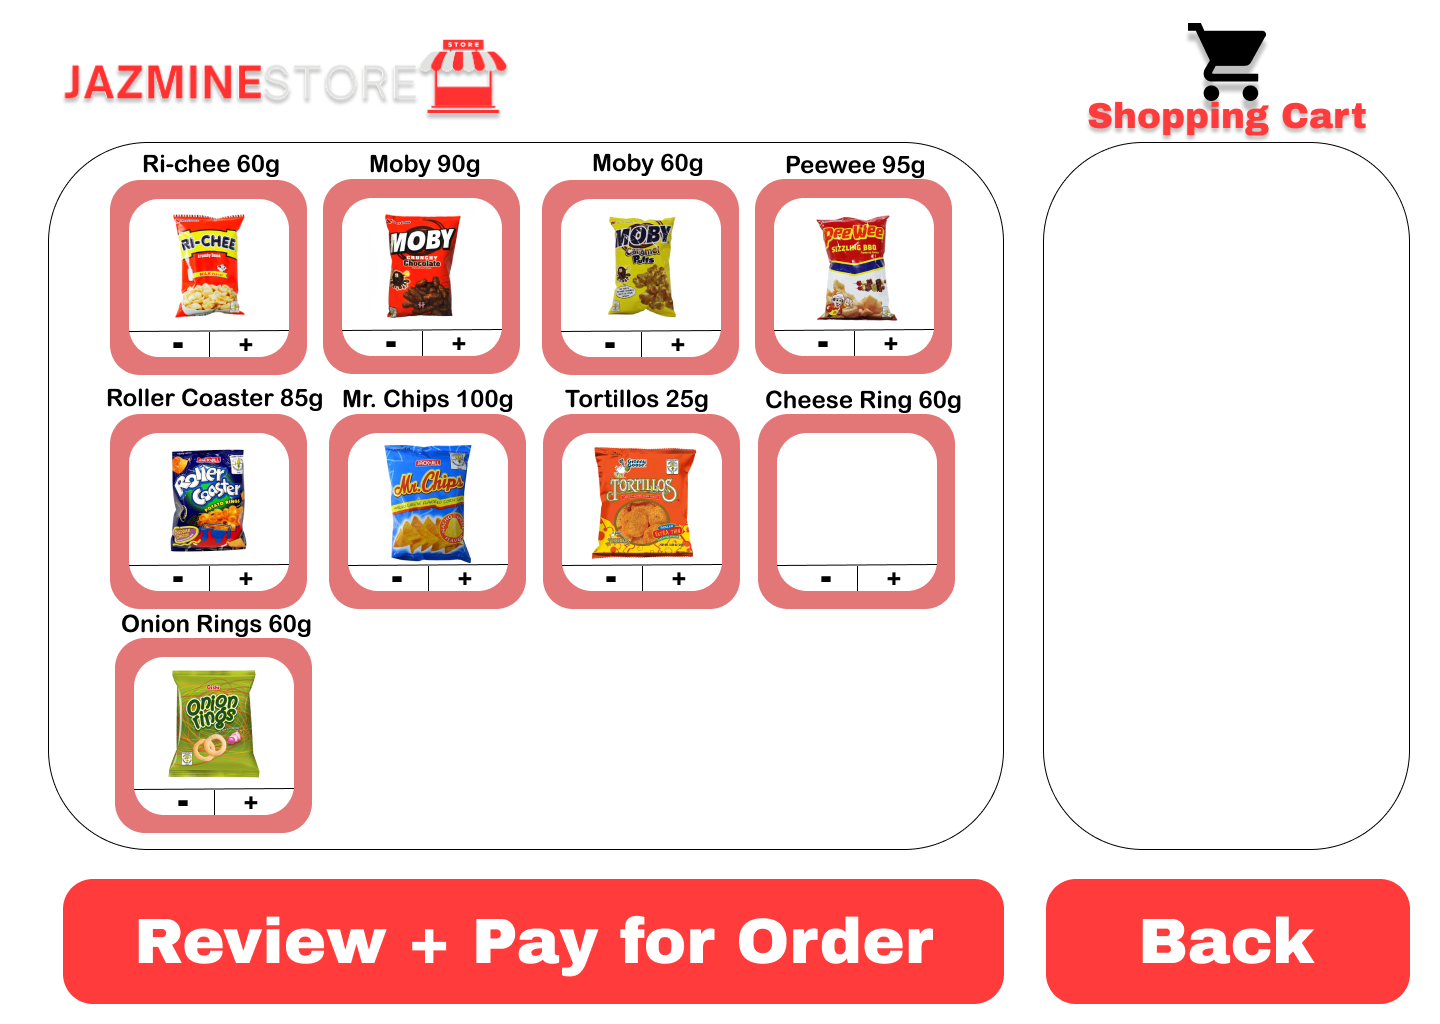 STORE
JAZMINESTORE
Shopping Cart
Ri-chee 60g
Moby 90g
Moby 60g
Peewee 95g
RI-CHEE
MOBY
CRUNCHY
Chocolate
MOBY
Caramel
Puffs
PeeWee
SIZZLING BBQ
- +
- +
- +
- +
Roller Coaster 85g
Mr. Chips 100g
Tortillos 25g
Cheese Ring 60g
JACK n JILL
Roller
Coaster
POTATO RINGS
JACK n JILL
Mr. Chips
TORTILLOS
- +
- +
- +
- +
Onion Rings 60g
onion
rings
- +
Review + Pay for Order
Back